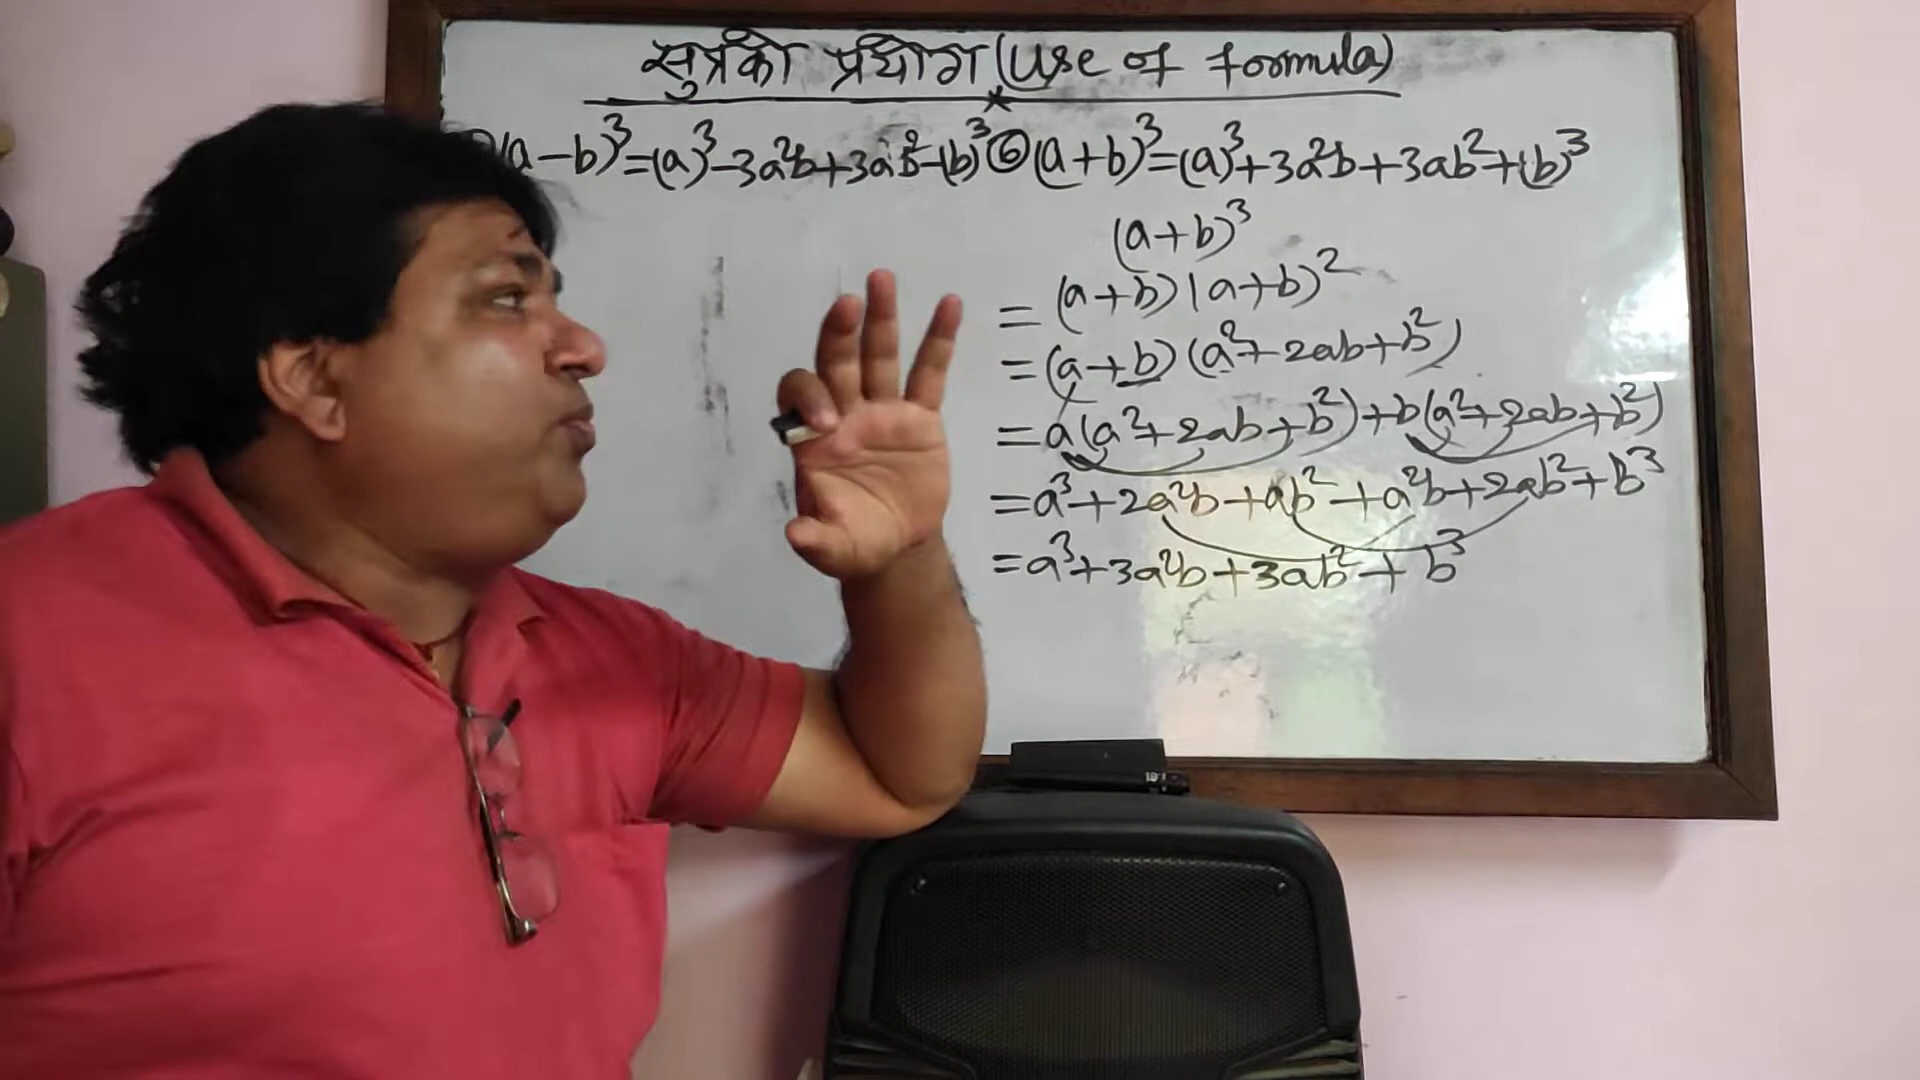 सुत्रको प्रयोग (Use of formula)
(a-b)³=(a)³-3a²b+3ab²-(b)³ ⑥ (a+b)³=(a)³+3a²b+3ab²+(b)³
(a+b)³
= (a+b)(a+b)²
= (a+b)(a²+2ab+b²)
= a(a²+2ab+b²)+b(a²+2ab+b²)
= a³+2a²b+ab²+a²b+2ab²+b³
= a³+3a²b+3ab²+b³